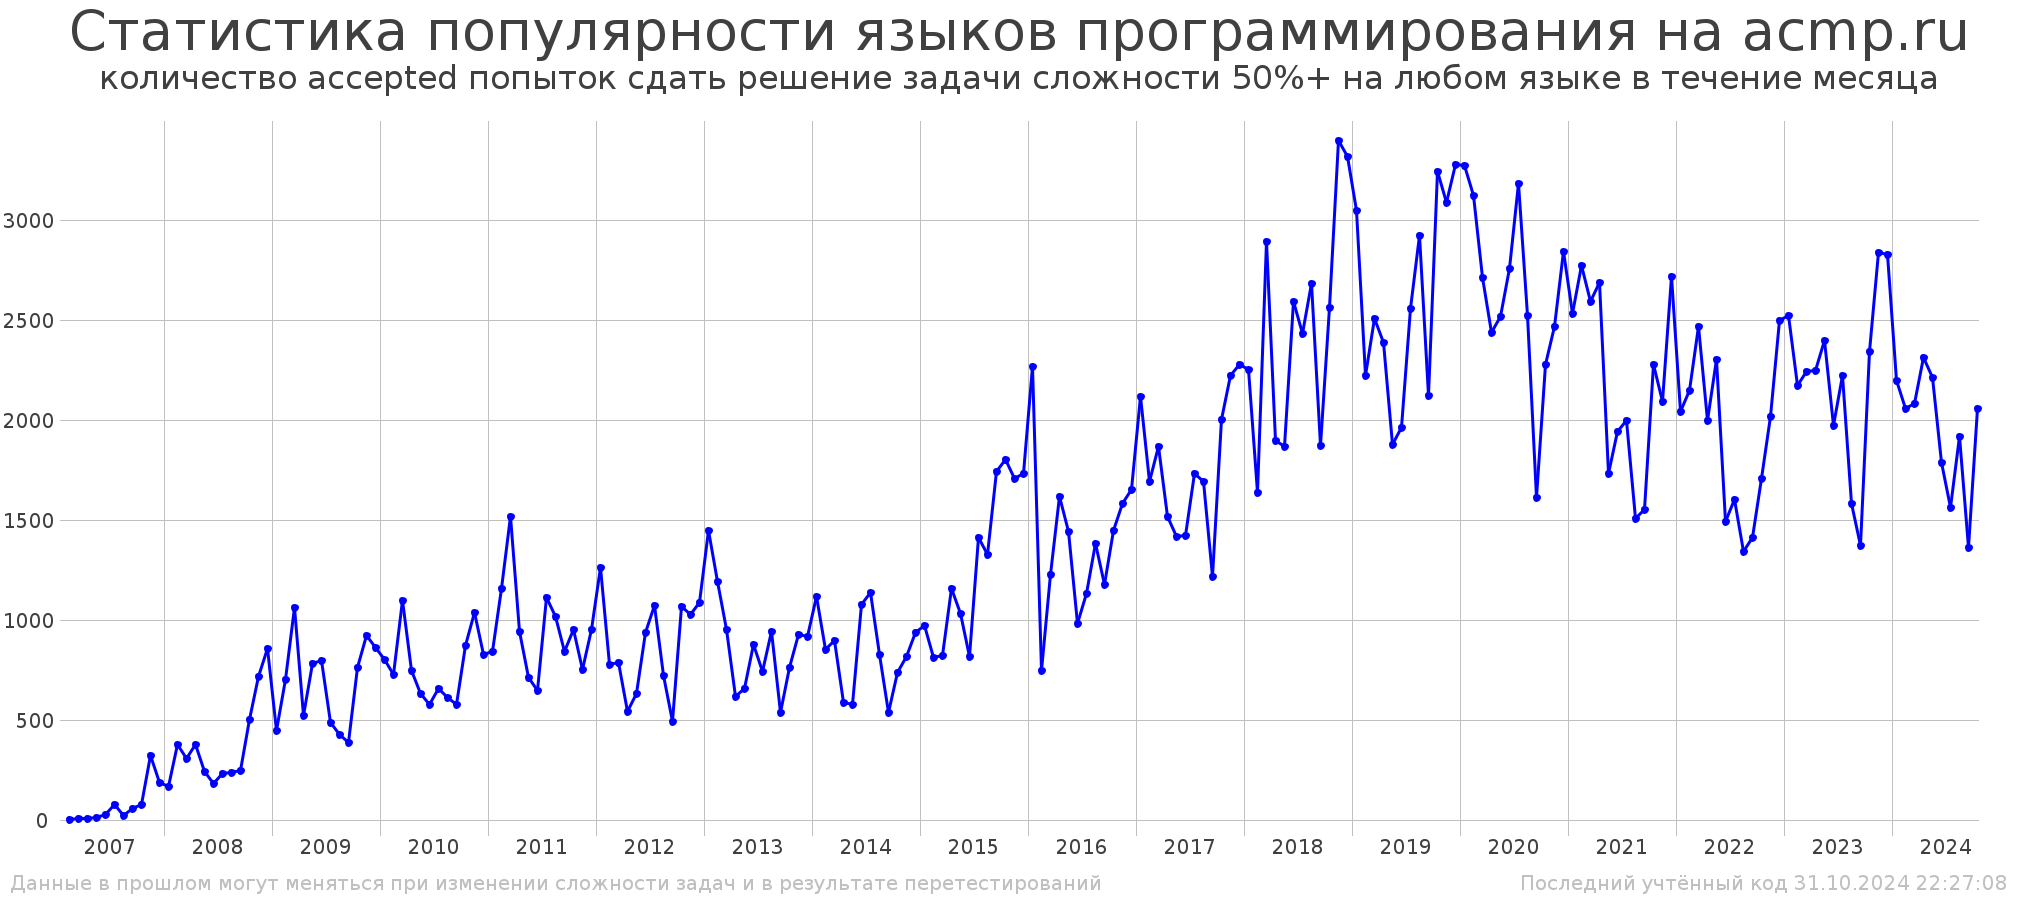 Статистика популярности языков программирования на acmp.ru
количество accepted попыток сдать решение задачи сложности 50%+ на любом языке в течение месяца
3000
2500
2000
1500
1000
500
0
2007 2008 2009 2010 2011 2012 2013 2014 2015 2016 2017 2018 2019 2020 2021 2022 2023 2024
Данные в прошлом могут меняться при изменении сложности задач и в результате перетестирований
Последний учтённый код 31.10.2024 22:27:08